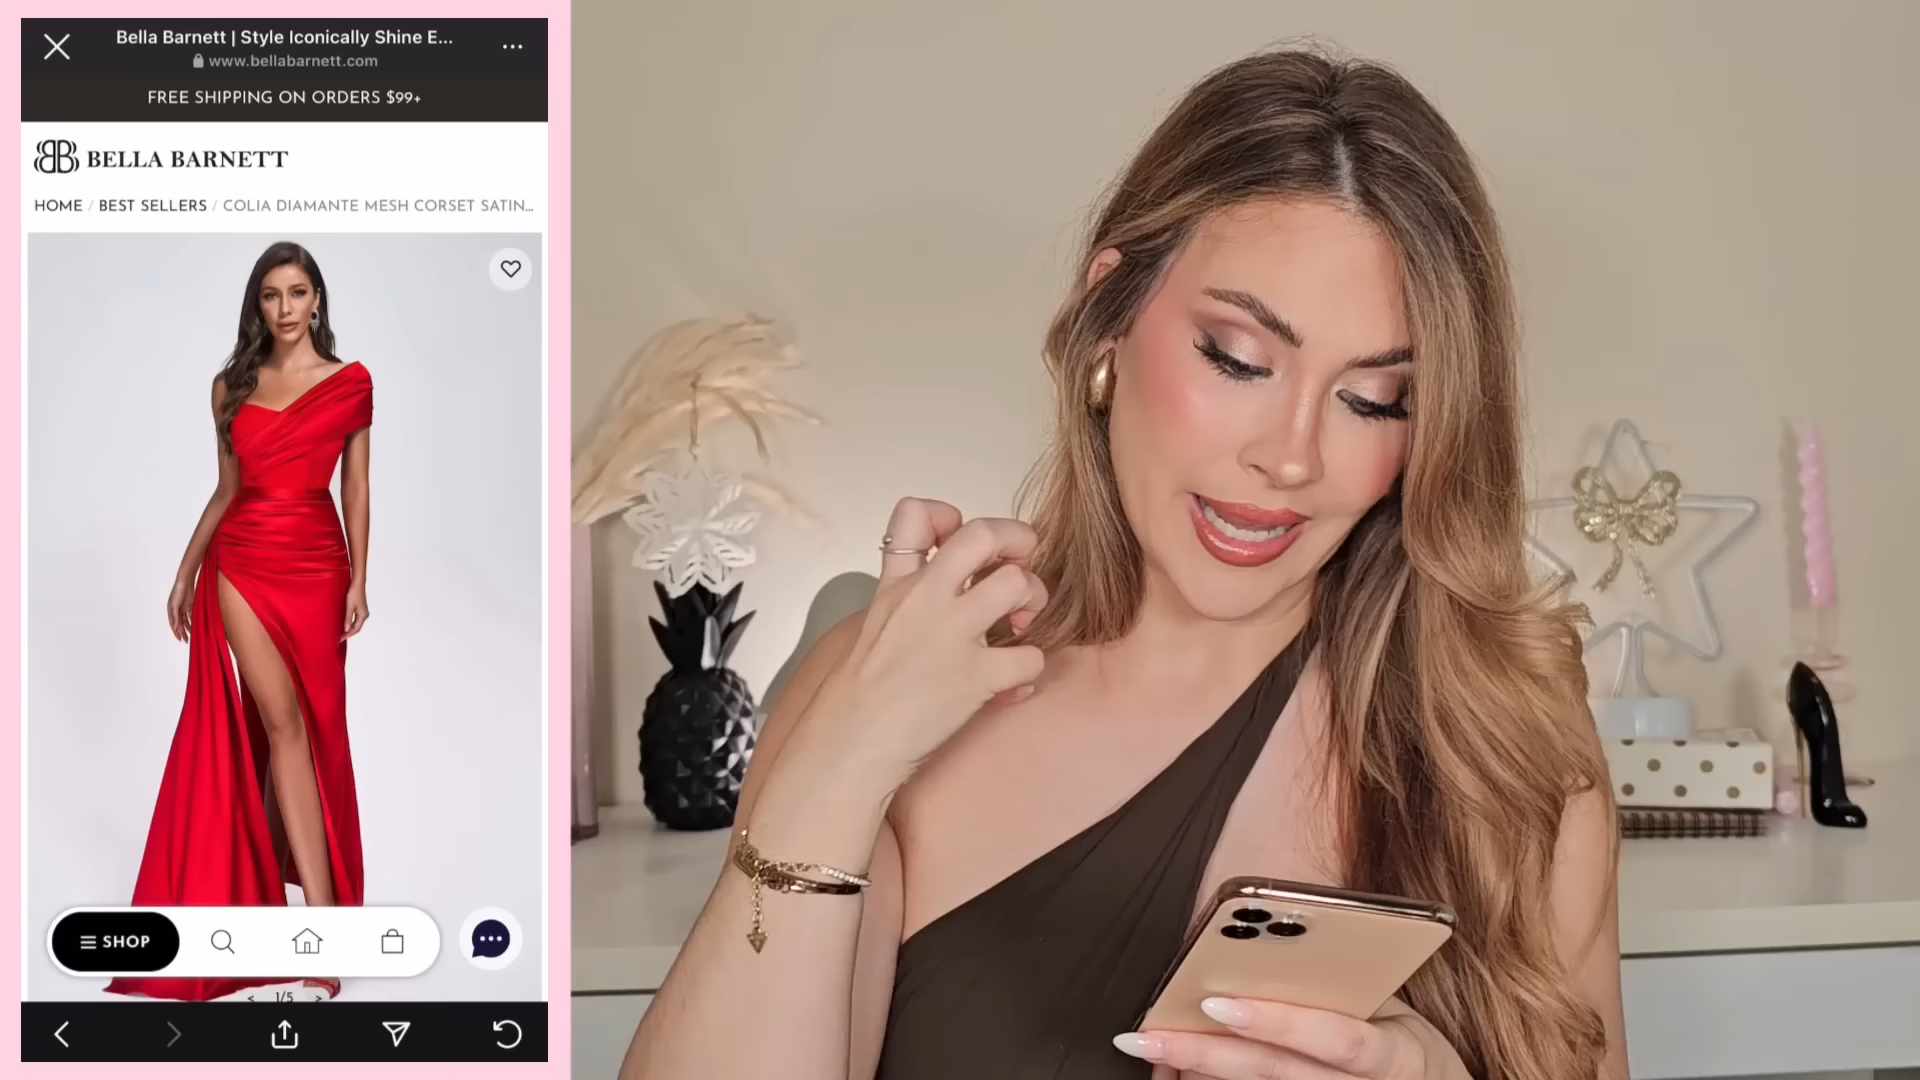 Bella Barnett | Style Iconically Shine E...
www.bellabarnett.com
FREE SHIPPING ON ORDERS $99+
BB BELLA BARNETT
HOME / BEST SELLERS / COLIA DIAMANTE MESH CORSET SATIN...
SHOP
< 1/5 >